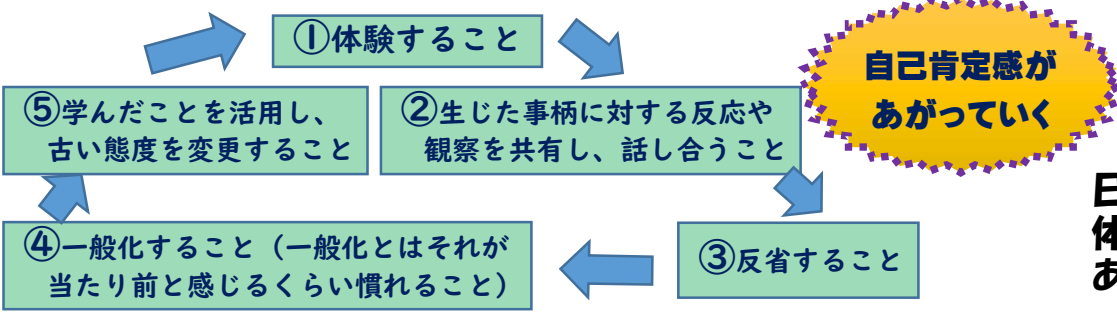 ①体験すること
自己肯定感が
あがっていく
⑤学んだことを活用し、
古い態度を変更すること
②生じた事柄に対する反応や
観察を共有し、話し合うこと
④一般化すること（一般化とはそれが
当たり前と感じるくらい慣れること）
③反省すること
体
あ